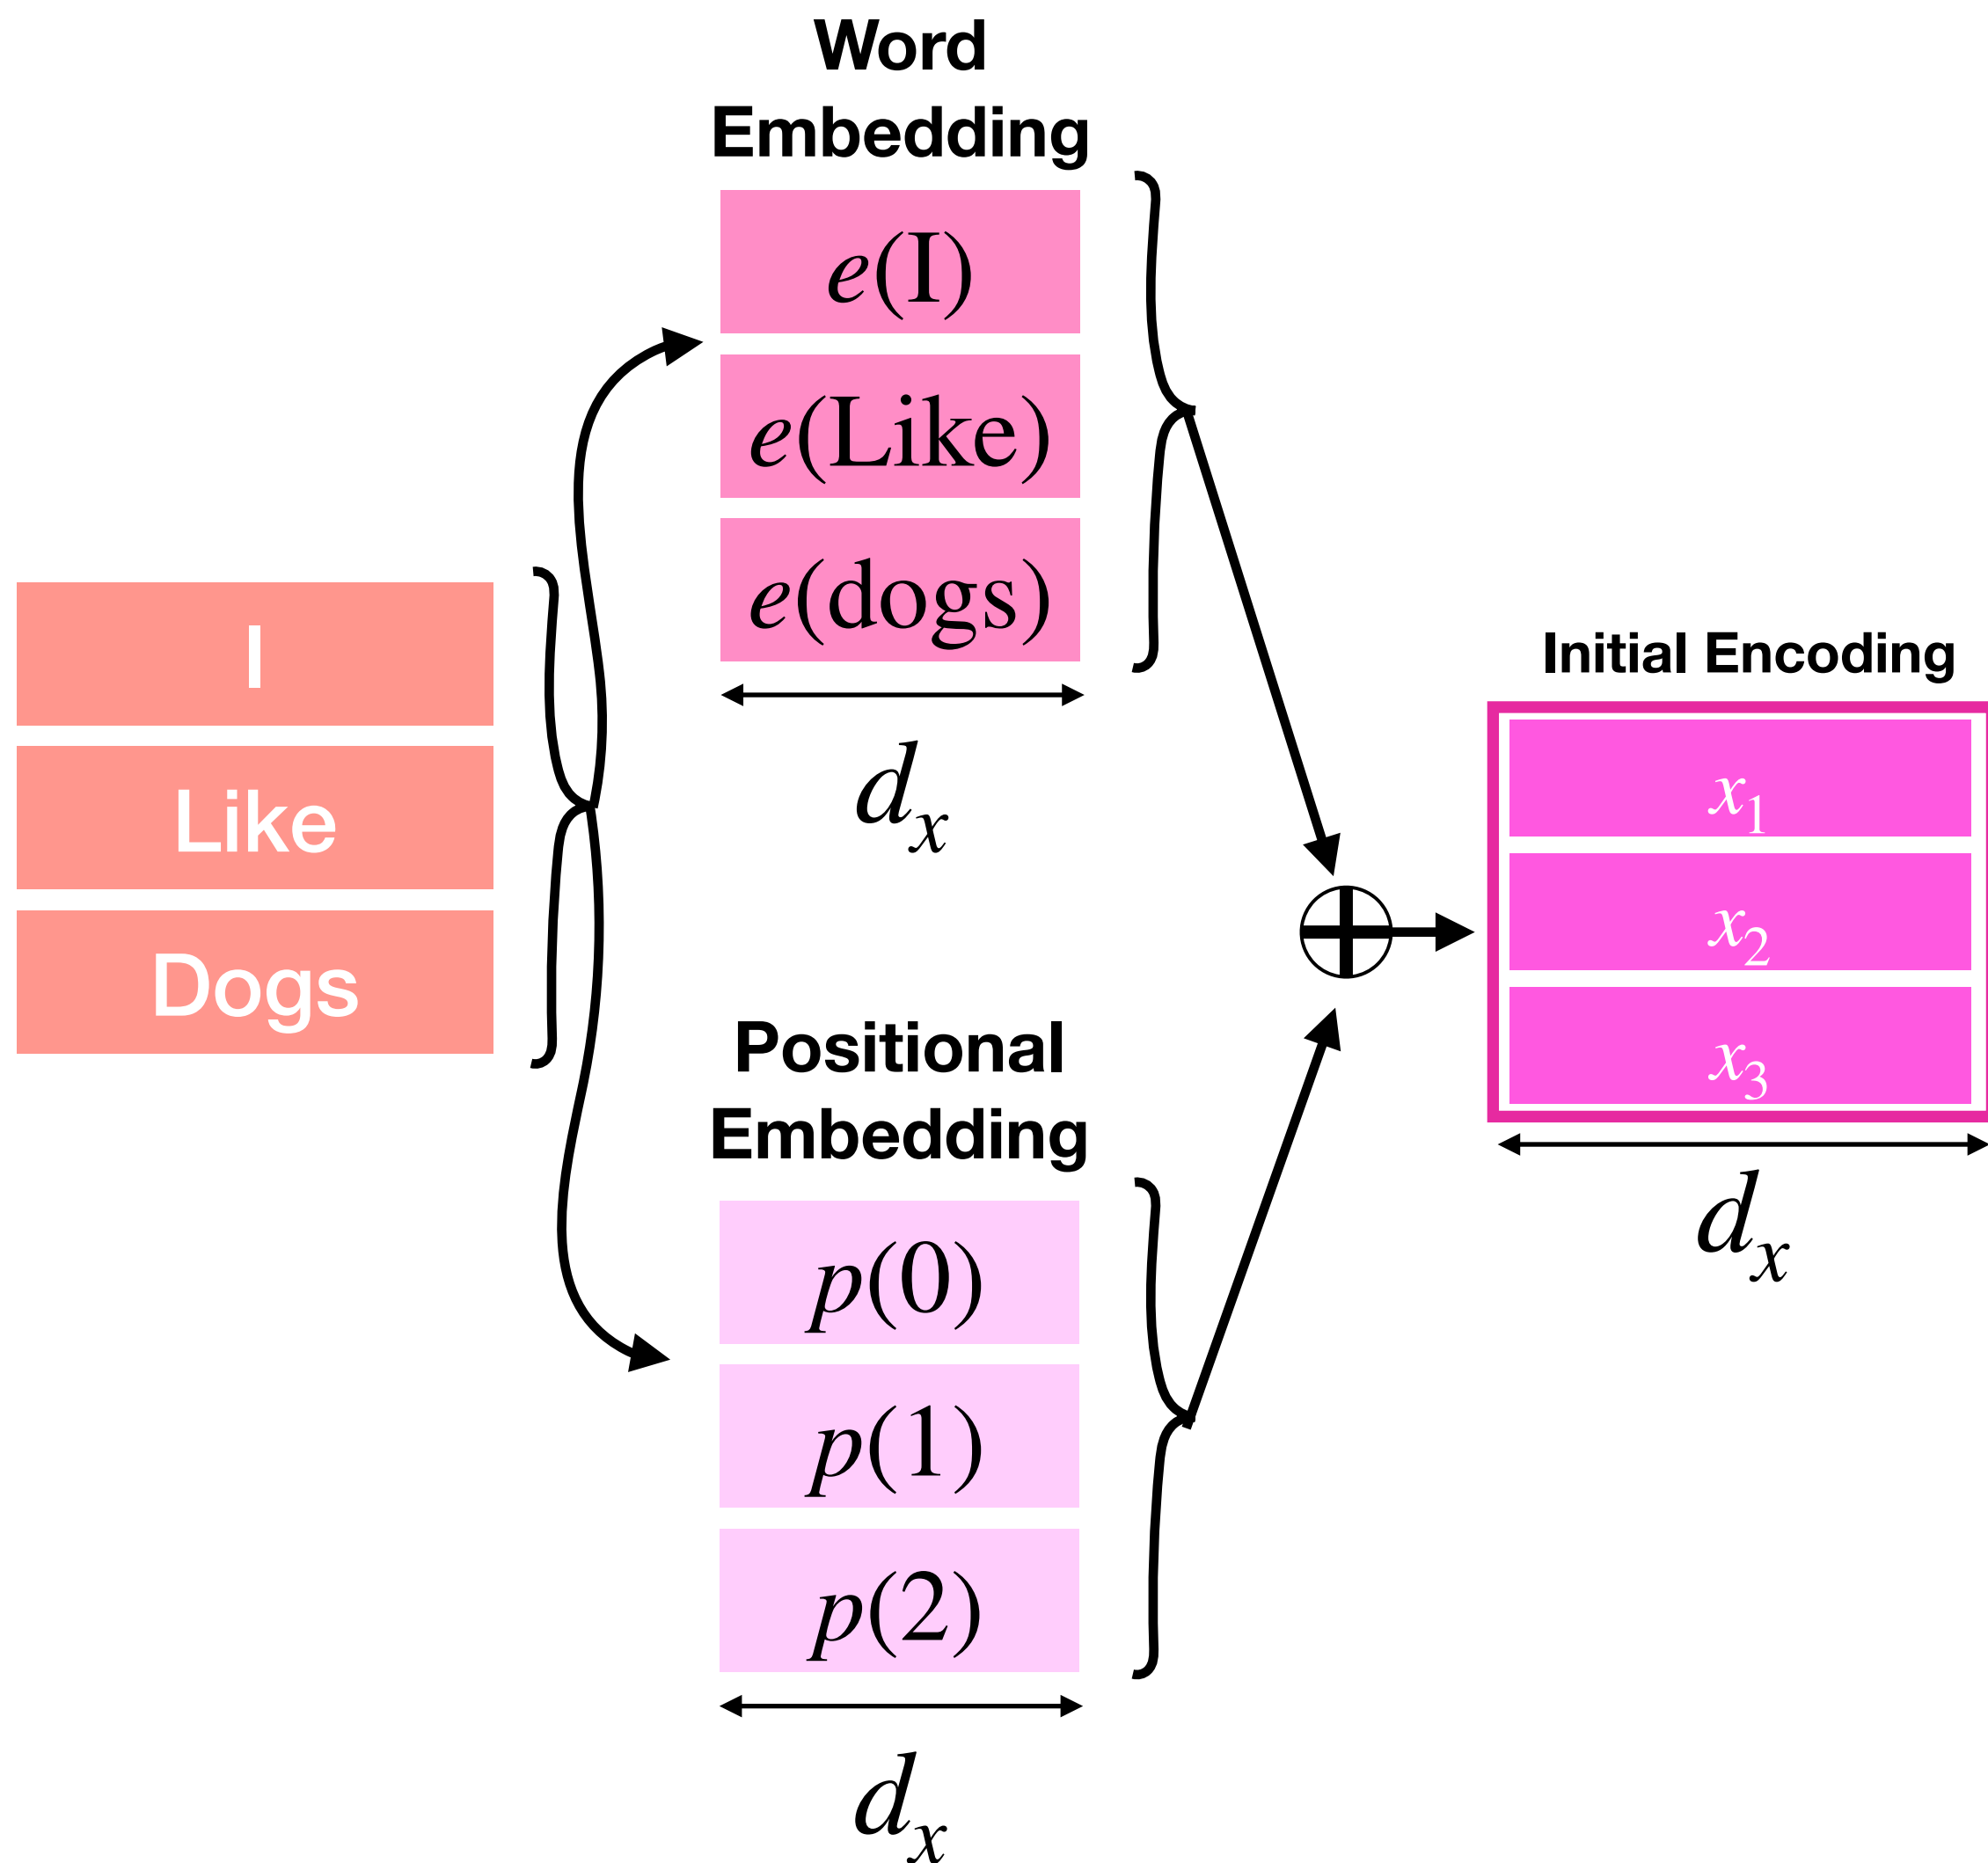 I
Like
Dogs
Word
Embedding
e(I)
e(Like)
e(dogs)
d_x
Positional
Embedding
p(0)
p(1)
p(2)
d_x
Initial Encoding
x_1
x_2
x_3
d_x